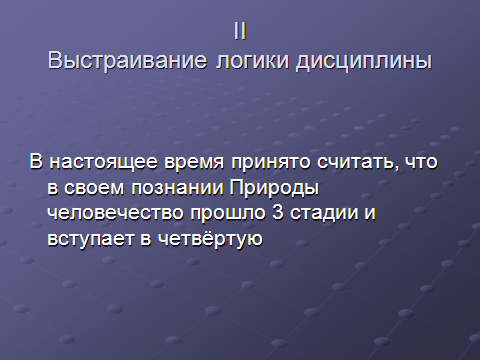 II
Выстраивание логики дисциплины
В настоящее время принято считать, что
в своем познании Природы
человечество прошло 3 стадии и
вступает в четвёртую